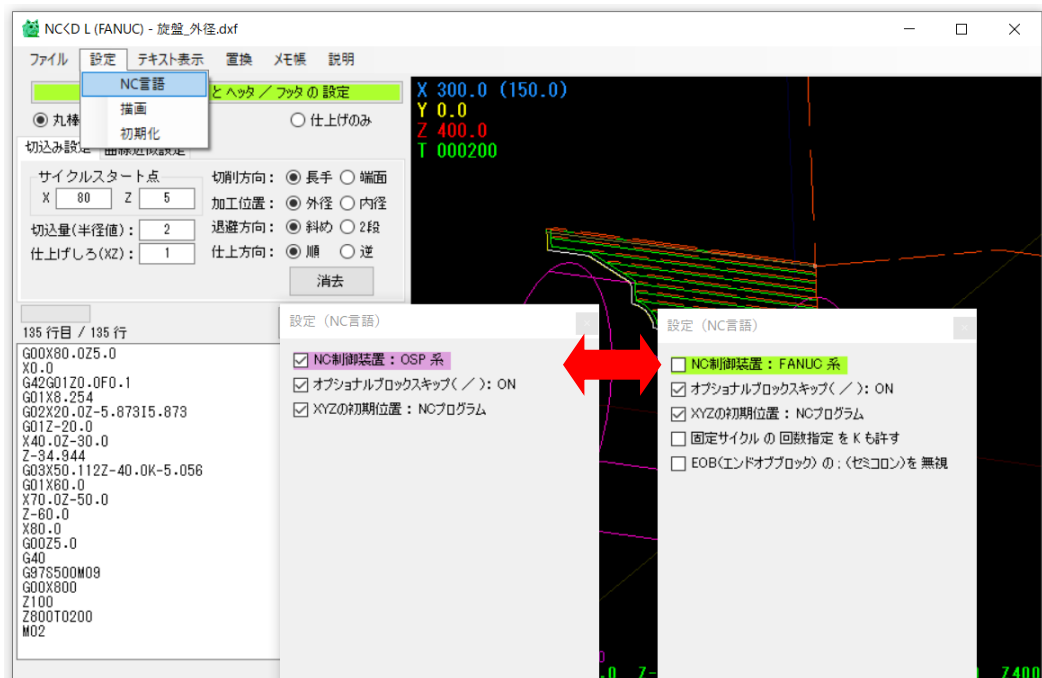 NC<D L (FANUC) - 旋盤_外径.dxf
ファイル 設定 テキスト表示 置換 メモ帳 説明
NC言語
描画
初期化
と ヘッタ ／ フッタ の 設定
丸棒
仕上げのみ
切込み設定 曲線近似設定
サイクルスタート点
X 80 Z 5
切込量(半径値)： 2
仕上げしろ(XZ)： 1
切削方向： 長手 端面
加工位置： 外径 内径
退避方向： 斜め 2段
仕上方向： 順 逆
消去
135 行目 / 135 行
G00X80.0Z5.0
X0.0
G42G01Z0.0F0.1
G01X8.254
G02X20.0Z-5.873I5.873
G01Z-20.0
X40.0Z-30.0
Z-34.944
G03X50.112Z-40.0K-5.056
G01X60.0
X70.0Z-50.0
Z-60.0
X80.0
G00Z5.0
G40
G97S500M09
G00X800
Z100
Z800T0200
M02
X 300.0 (150.0)
Y 0.0
Z 400.0
T 000200
設定（NC言語）
NC制御装置： OSP 系
オプショナルブロックスキップ( ／ )： ON
XYZの初期位置： NCプログラム
設定（NC言語）
NC制御装置： FANUC 系
オプショナルブロックスキップ( ／ )： ON
XYZの初期位置： NCプログラム
固定サイクル の 回数指定 を K も許す
EOB(エンドオブブロック) の ; (セミコロン)を 無視
.0 Z-
Z400